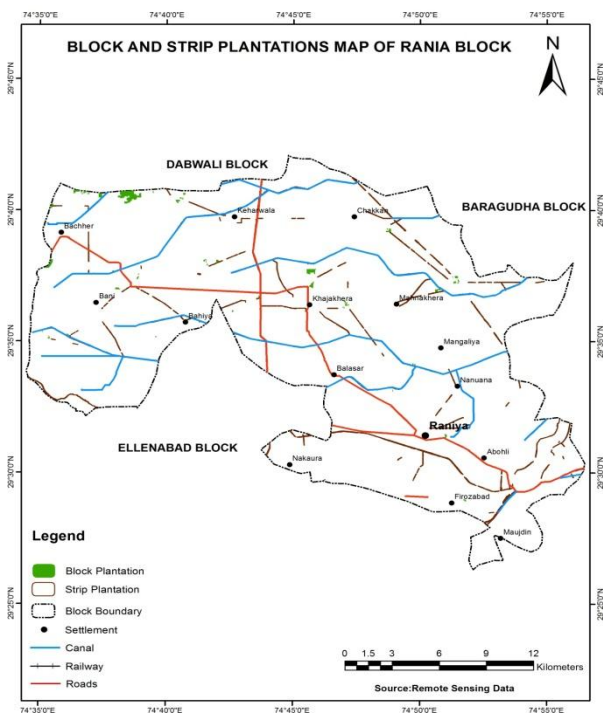 74°35'0"E 74°40'0"E 74°45'0"E 74°50'0"E 74°55'0"E
BLOCK AND STRIP PLANTATIONS MAP OF RANIA BLOCK
N
29°45'0"N 29°45'0"N
DABWALI BLOCK
BARAGUDHA BLOCK
29°40'0"N 29°40'0"N
Keharwala
Chakkan
Bachher
Bani
Khajakhera
Mannakhera
Bahiya
29°35'0"N 29°35'0"N
Mangaliya
Balasar
Nanuana
Raniya
ELLENABAD BLOCK
Abohli
29°30'0"N 29°30'0"N
Nakaura
Firozabad
Maujdin
Legend
Block Plantation
Strip Plantation
Block Boundary
29°25'0"N 29°25'0"N
Settlement
Canal
Railway
Roads
0 1.5 3 6 9 12
Kilometers
Source:Remote Sensing Data
74°35'0"E 74°40'0"E 74°45'0"E 74°50'0"E 74°55'0"E